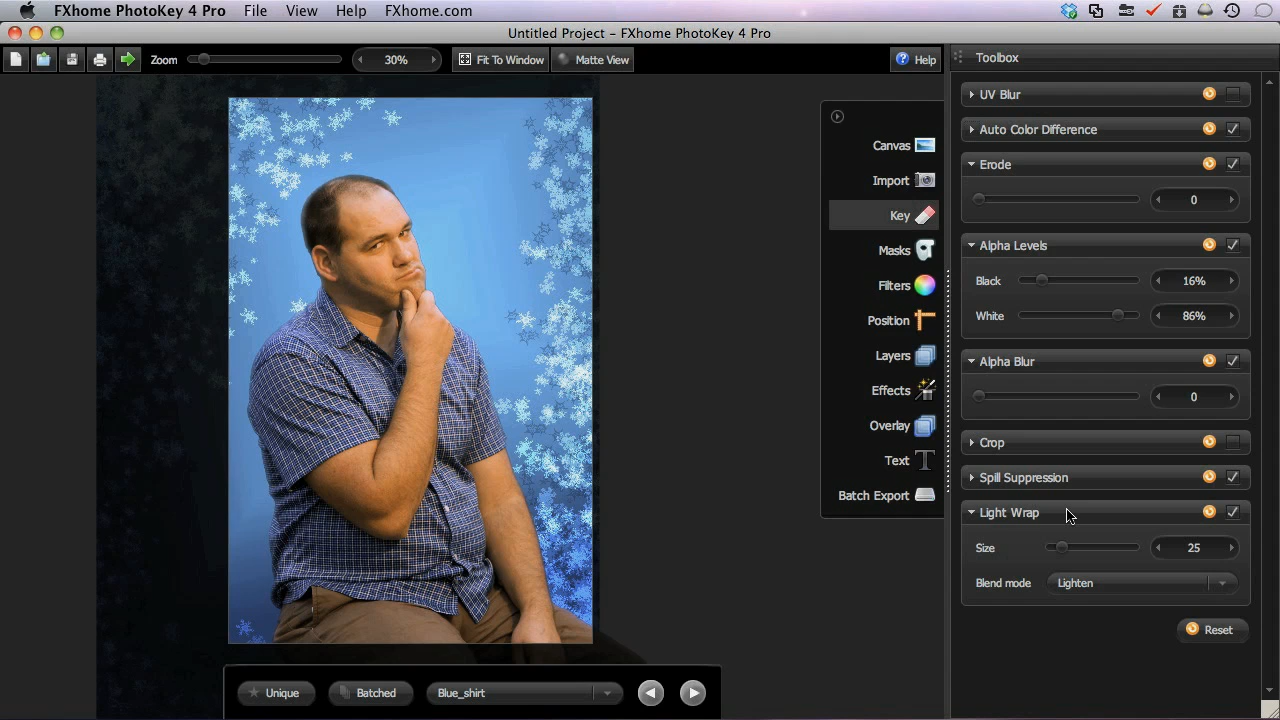 FXhome PhotoKey 4 Pro File View Help FXhome.com
Untitled Project – FXhome PhotoKey 4 Pro
Zoom 30% Fit To Window Matte View Help
Toolbox
UV Blur
Auto Color Difference
Erode
0
Alpha Levels
Black 16%
White 86%
Alpha Blur
0
Crop
Spill Suppression
Light Wrap
Size 25
Blend mode Lighten
Reset
Canvas
Import
Key
Masks
Filters
Position
Layers
Effects
Overlay
Text
Batch Export
Unique Batched Blue_shirt